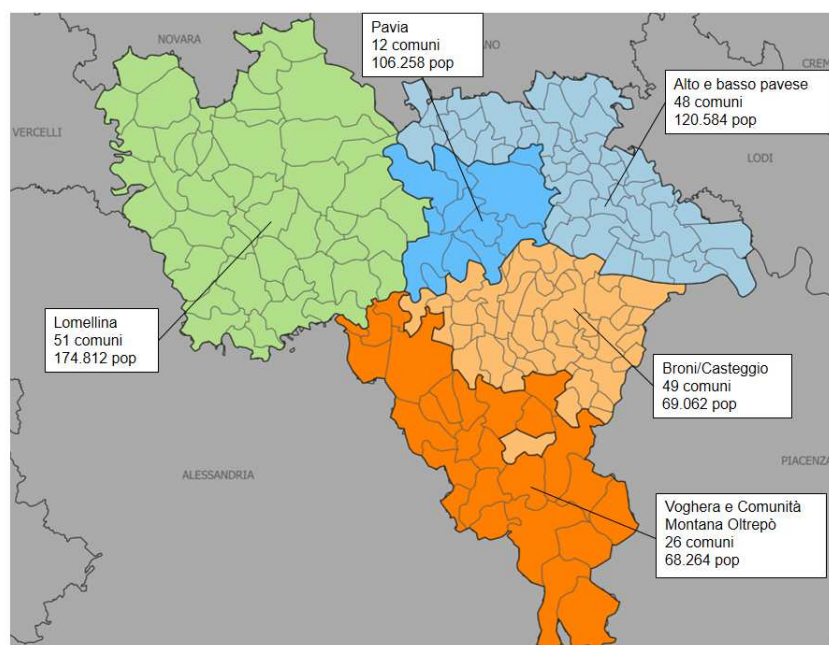 NOVARA
Pavia
12 comuni
106.258 pop
ANO
CREM
Alto e basso pavese
48 comuni
120.584 pop
VERCELLI
LODI
Lomellina
51 comuni
174.812 pop
Broni/Casteggio
49 comuni
69.062 pop
ALESSANDRIA
PIACENZA
Voghera e Comunità
Montana Oltrepò
26 comuni
68.264 pop